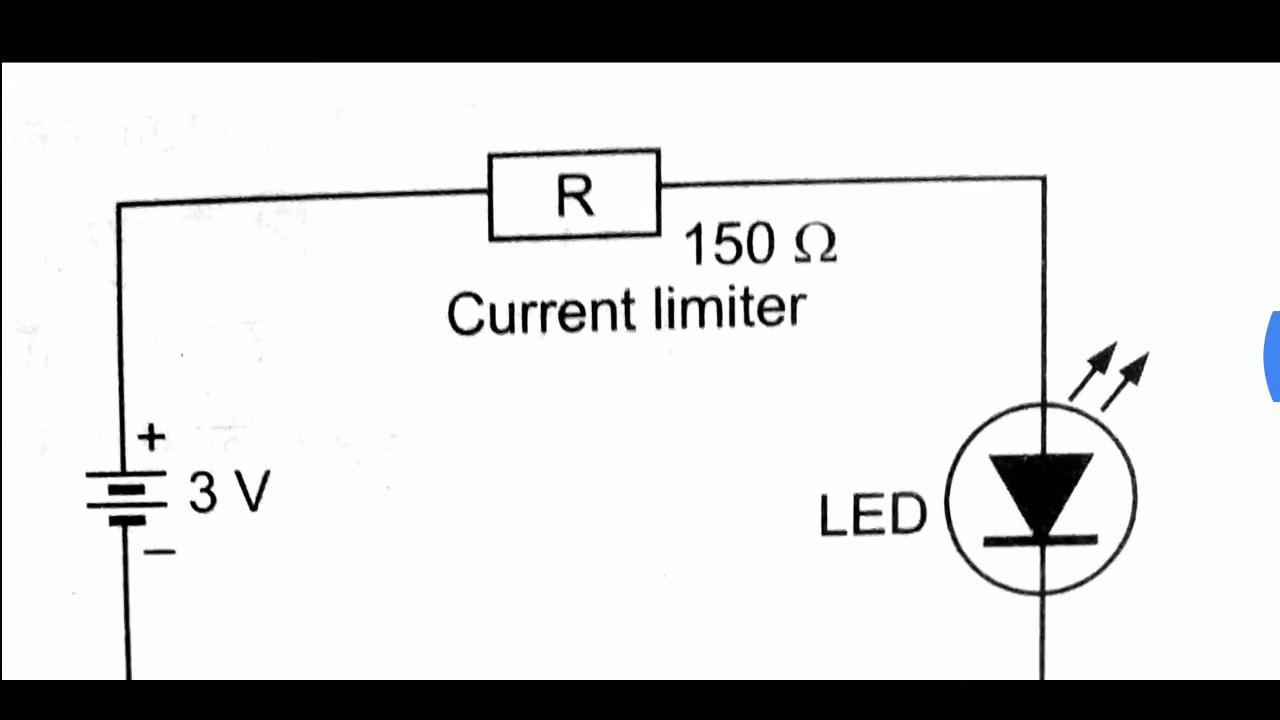 R
150 Ω
Current limiter
+
3 V
–
LED